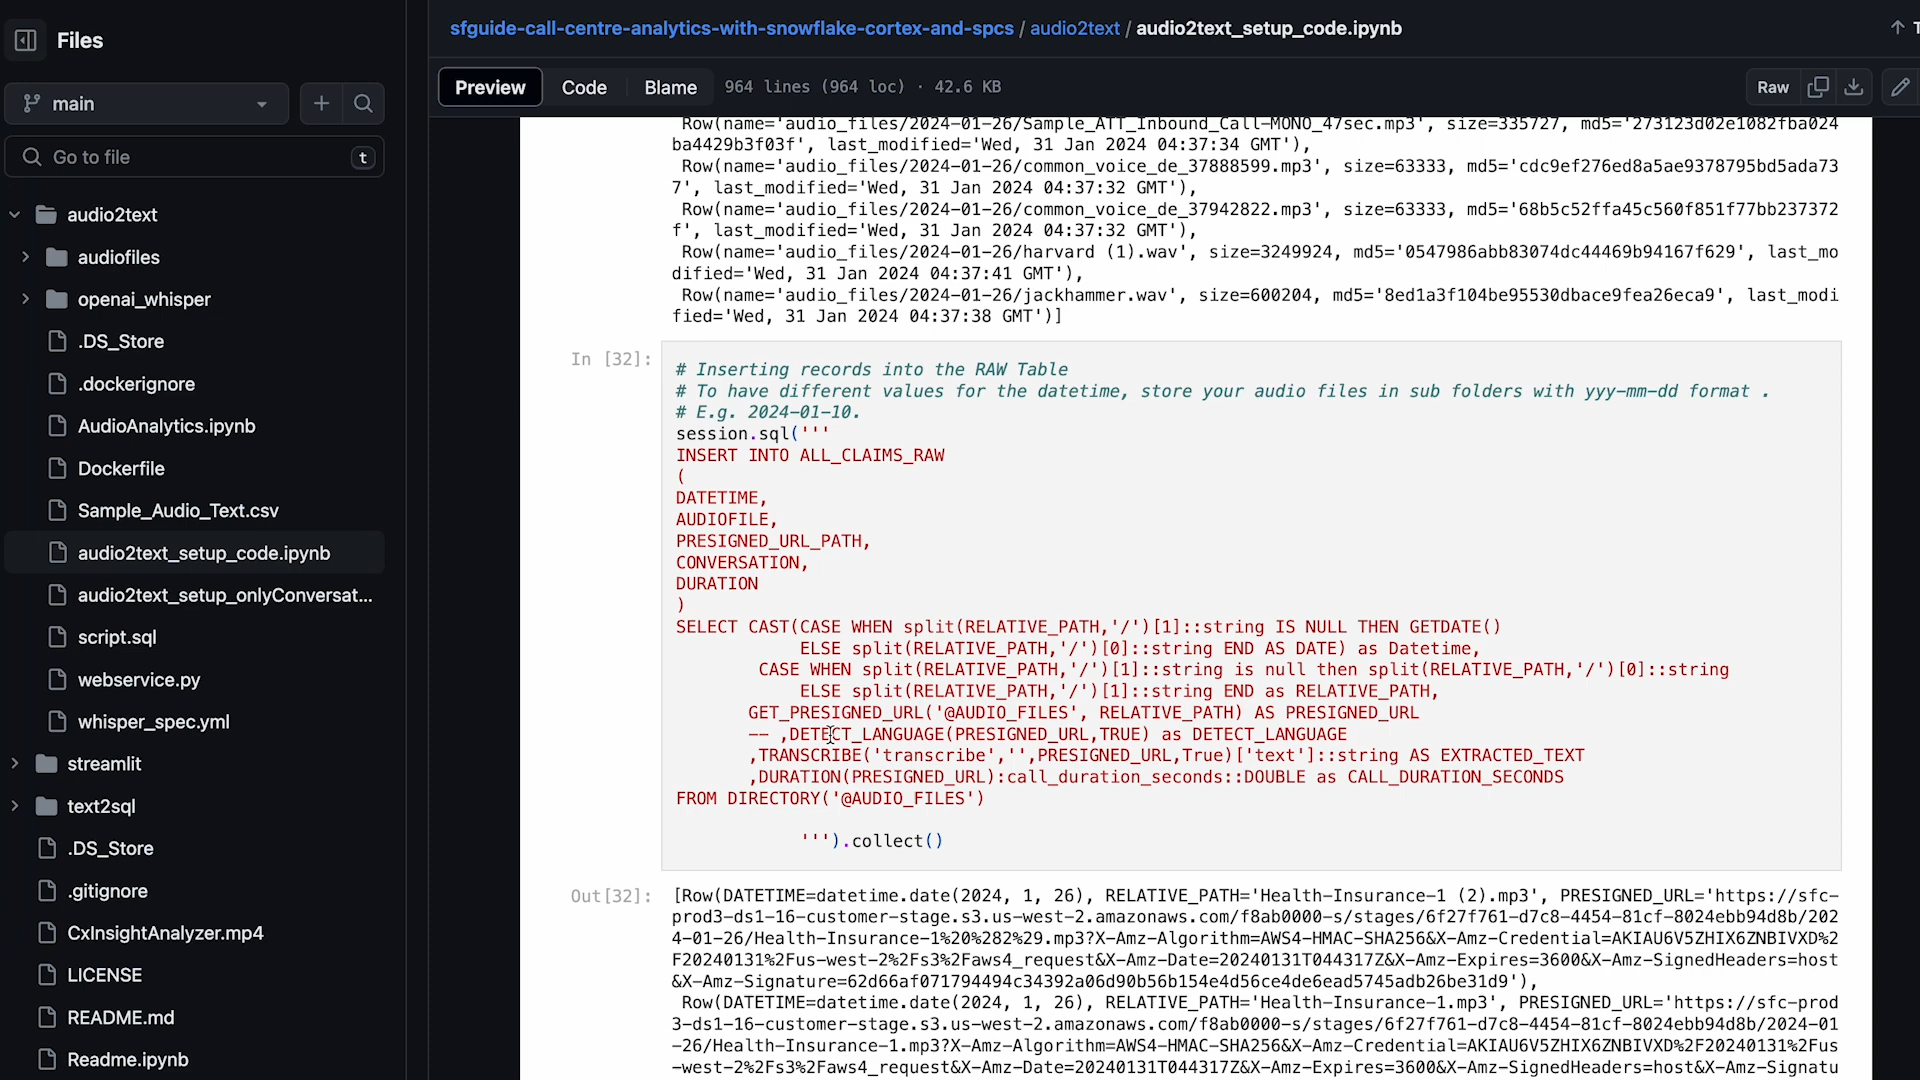 Files
main
Go to file
t
audio2text
audiofiles
openai_whisper
.DS_Store
.dockerignore
AudioAnalytics.ipynb
Dockerfile
Sample_Audio_Text.csv
audio2text_setup_code.ipynb
audio2text_setup_onlyConversat...
script.sql
webservice.py
whisper_spec.yml
streamlit
text2sql
.DS_Store
.gitignore
CxInsightAnalyzer.mp4
LICENSE
README.md
Readme.ipynb
sfguide-call-centre-analytics-with-snowflake-cortex-and-spcs / audio2text / audio2text_setup_code.ipynb
Preview Code Blame 964 lines (964 loc) · 42.6 KB Raw
Row(name='audio_files/2024-01-26/Sample_ATT_Inbound_Call-MONO_47sec.mp3', size=335727, md5='273123d02e1082fba024
ba4429b3f03f', last_modified='Wed, 31 Jan 2024 04:37:34 GMT'),
Row(name='audio_files/2024-01-26/common_voice_de_37888599.mp3', size=63333, md5='cdc9ef276ed8a5ae9378795bd5ada73
7', last_modified='Wed, 31 Jan 2024 04:37:32 GMT'),
Row(name='audio_files/2024-01-26/common_voice_de_37942822.mp3', size=63333, md5='68b5c52ffa45c560f851f77bb237372
f', last_modified='Wed, 31 Jan 2024 04:37:32 GMT'),
Row(name='audio_files/2024-01-26/harvard (1).wav', size=3249924, md5='0547986abb83074dc44469b94167f629', last_mo
dified='Wed, 31 Jan 2024 04:37:41 GMT'),
Row(name='audio_files/2024-01-26/jackhammer.wav', size=600204, md5='8ed1a3f104be95530dbace9fea26eca9', last_modi
fied='Wed, 31 Jan 2024 04:37:38 GMT')]
In [32]:
# Inserting records into the RAW Table
# To have different values for the datetime, store your audio files in sub folders with yyy-mm-dd format .
# E.g. 2024-01-10.
session.sql('''
INSERT INTO ALL_CLAIMS_RAW
(
DATETIME,
AUDIOFILE,
PRESIGNED_URL_PATH,
CONVERSATION,
DURATION
)
SELECT CAST(CASE WHEN split(RELATIVE_PATH,'/')[1]::string IS NULL THEN GETDATE()
ELSE split(RELATIVE_PATH,'/')[0]::string END AS DATE) as Datetime,
CASE WHEN split(RELATIVE_PATH,'/')[1]::string is null then split(RELATIVE_PATH,'/')[0]::string
ELSE split(RELATIVE_PATH,'/')[1]::string END as RELATIVE_PATH,
GET_PRESIGNED_URL('@AUDIO_FILES', RELATIVE_PATH) AS PRESIGNED_URL
-- ,DETECT_LANGUAGE(PRESIGNED_URL,TRUE) as DETECT_LANGUAGE
,TRANSCRIBE('transcribe','',PRESIGNED_URL,True)['text']::string AS EXTRACTED_TEXT
,DURATION(PRESIGNED_URL):call_duration_seconds::DOUBLE as CALL_DURATION_SECONDS
FROM DIRECTORY('@AUDIO_FILES')
''').collect()
Out[32]:
[Row(DATETIME=datetime.date(2024, 1, 26), RELATIVE_PATH='Health-Insurance-1 (2).mp3', PRESIGNED_URL='https://sfc-
prod3-ds1-16-customer-stage.s3.us-west-2.amazonaws.com/f8ab0000-s/stages/6f27f761-d7c8-4454-81cf-8024ebb94d8b/202
4-01-26/Health-Insurance-1%20%282%29.mp3?X-Amz-Algorithm=AWS4-HMAC-SHA256&X-Amz-Credential=AKIAU6V5ZHIX6ZNBIVXD%2
F20240131%2Fus-west-2%2Fs3%2Faws4_request&X-Amz-Date=20240131T044317Z&X-Amz-Expires=3600&X-Amz-SignedHeaders=host
&X-Amz-Signature=62d66af071794494c34392a06d90b56b154e4d56ce4de6ead5745adb26be31d9'),
Row(DATETIME=datetime.date(2024, 1, 26), RELATIVE_PATH='Health-Insurance-1.mp3', PRESIGNED_URL='https://sfc-prod
3-ds1-16-customer-stage.s3.us-west-2.amazonaws.com/f8ab0000-s/stages/6f27f761-d7c8-4454-81cf-8024ebb94d8b/2024-01
-26/Health-Insurance-1.mp3?X-Amz-Algorithm=AWS4-HMAC-SHA256&X-Amz-Credential=AKIAU6V5ZHIX6ZNBIVXD%2F20240131%2Fus
-west-2%2Fs3%2Faws4_request&X-Amz-Date=20240131T044317Z&X-Amz-Expires=3600&X-Amz-SignedHeaders=host&X-Amz-Signatu